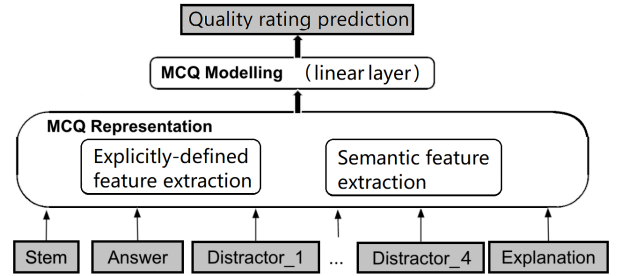 Quality rating prediction
MCQ Modelling （linear layer）
MCQ Representation
Explicitly-defined
feature extraction
Semantic feature
extraction
Stem Answer Distractor_1 ... Distractor_4 Explanation